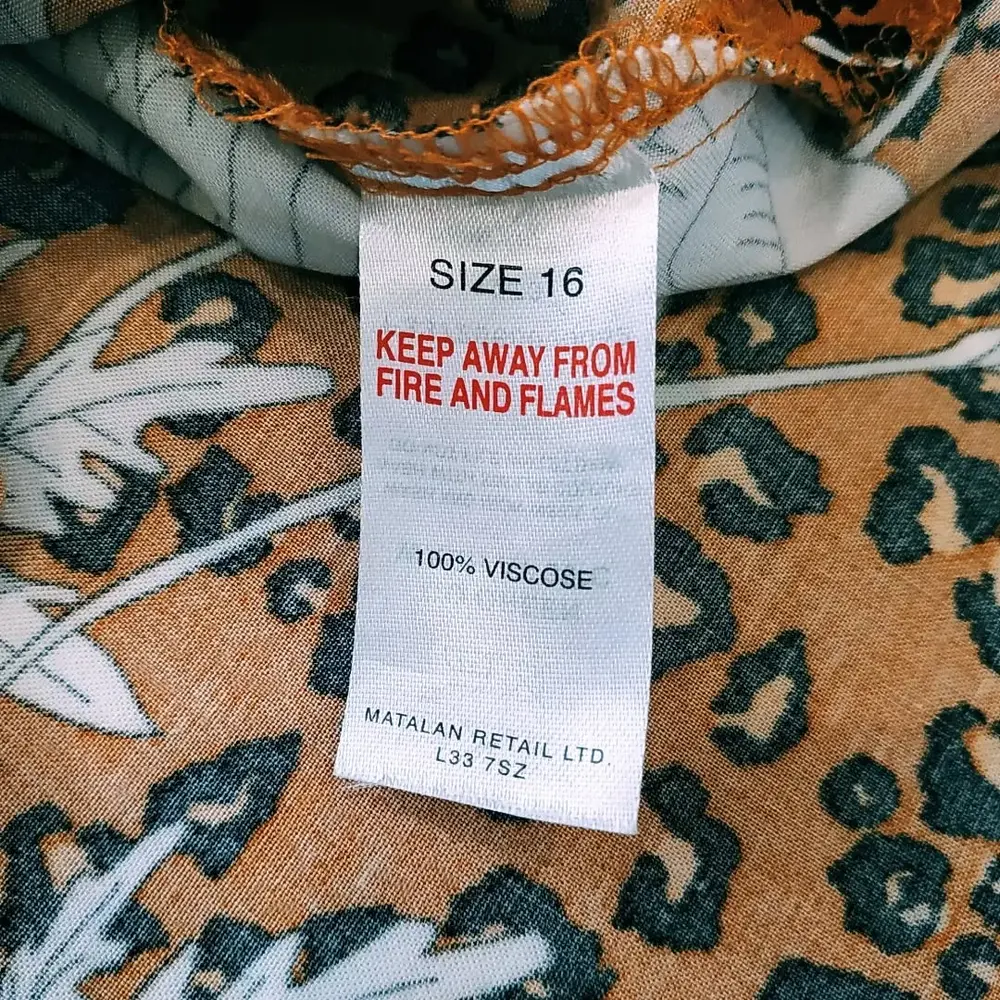 SIZE 16
KEEP AWAY FROM
FIRE AND FLAMES
100% VISCOSE
MATALAN RETAIL LTD.
L33 7SZ